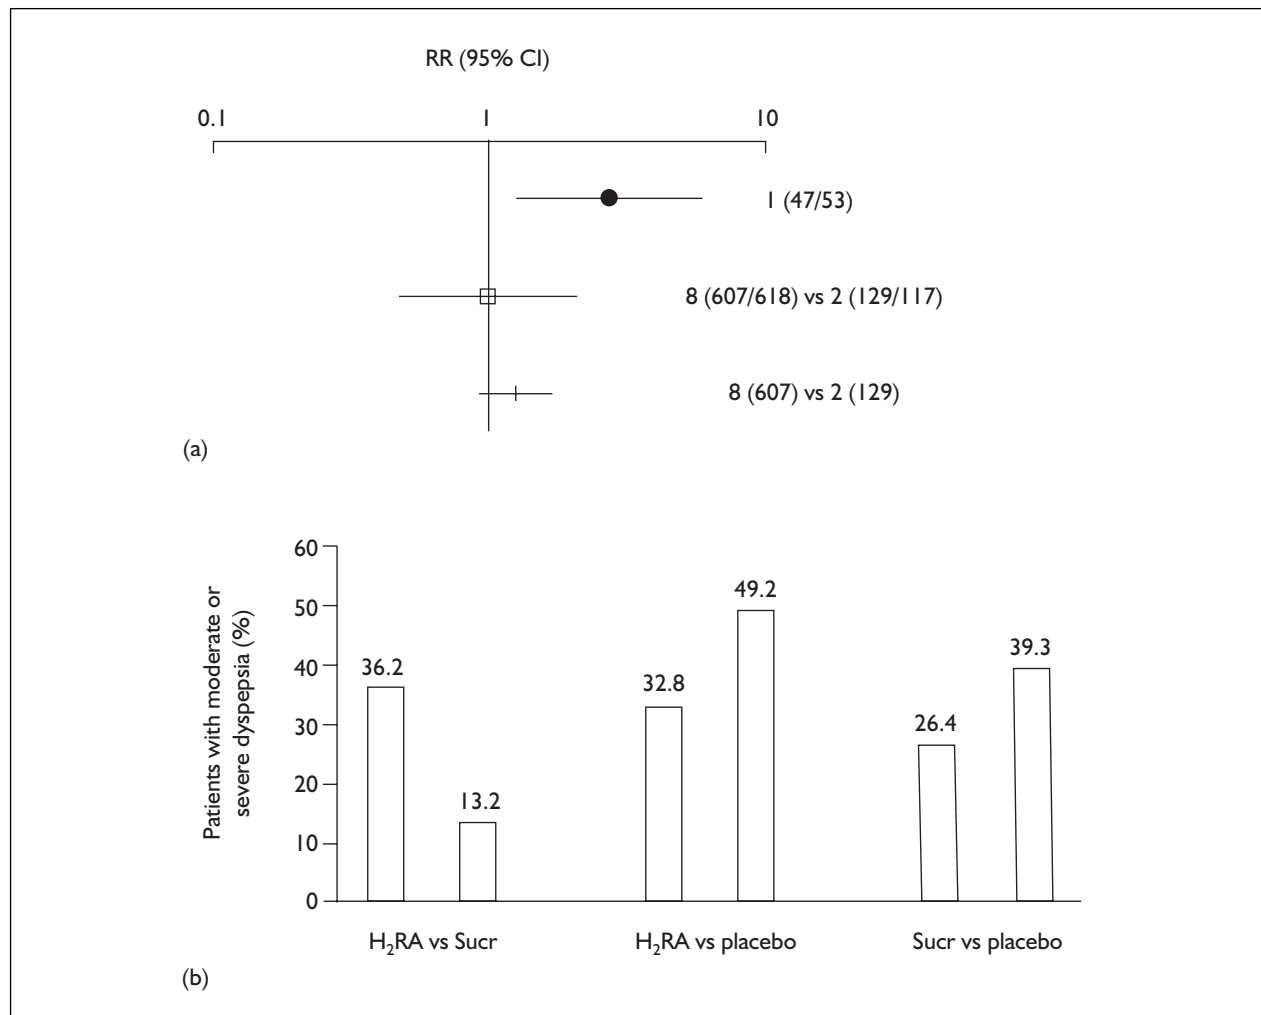 RR (95% CI)
0.1 1 10
1 (47/53)
8 (607/618) vs 2 (129/117)
8 (607) vs 2 (129)
(a)
Patients with moderate or
severe dyspepsia (%)
60
50
40
30
20
10
0
36.2
13.2
32.8
49.2
26.4
39.3
H₂RA vs Sucr
H₂RA vs placebo
Sucr vs placebo
(b)